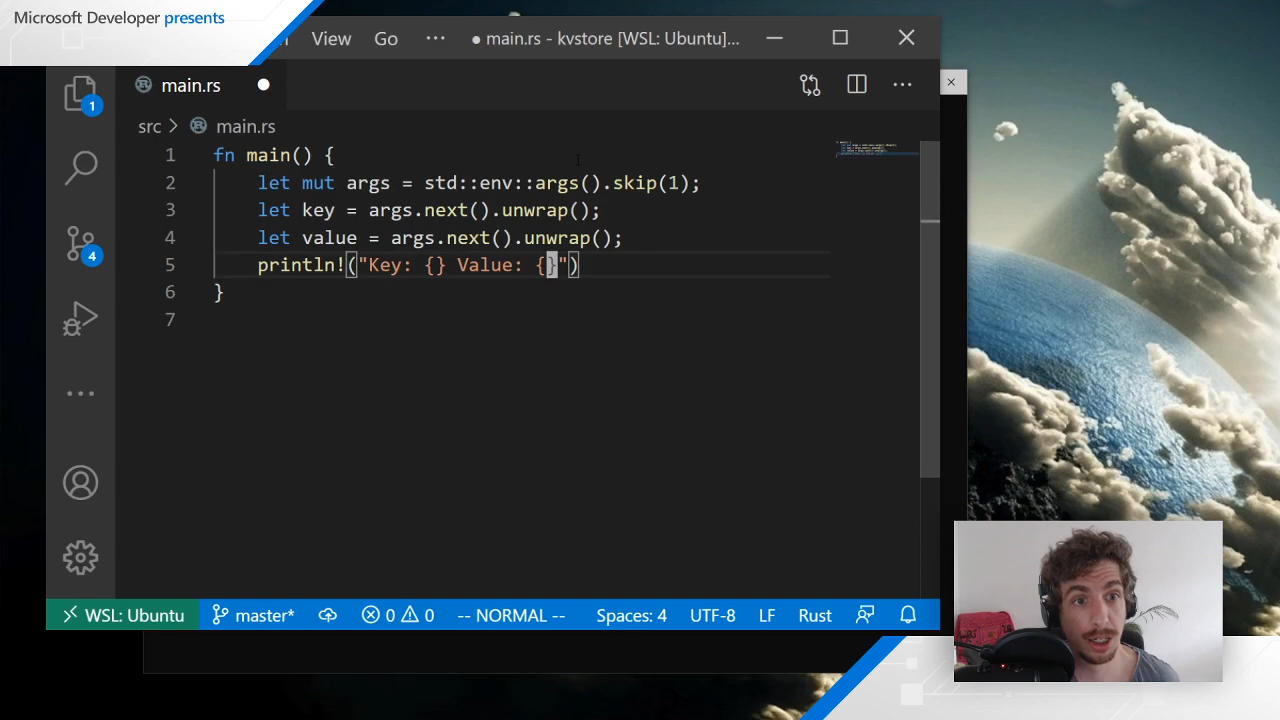 Microsoft Developer presents
View Go ··· ● main.rs - kvstore [WSL: Ubuntu]...
main.rs
1
src > main.rs
1 fn main() {
2 let mut args = std::env::args().skip(1);
3 let key = args.next().unwrap();
4 let value = args.next().unwrap();
5 println!("Key: {} Value: {}")
6 }
7
4
WSL: Ubuntu master* 0 0 -- NORMAL -- Spaces: 4 UTF-8 LF Rust